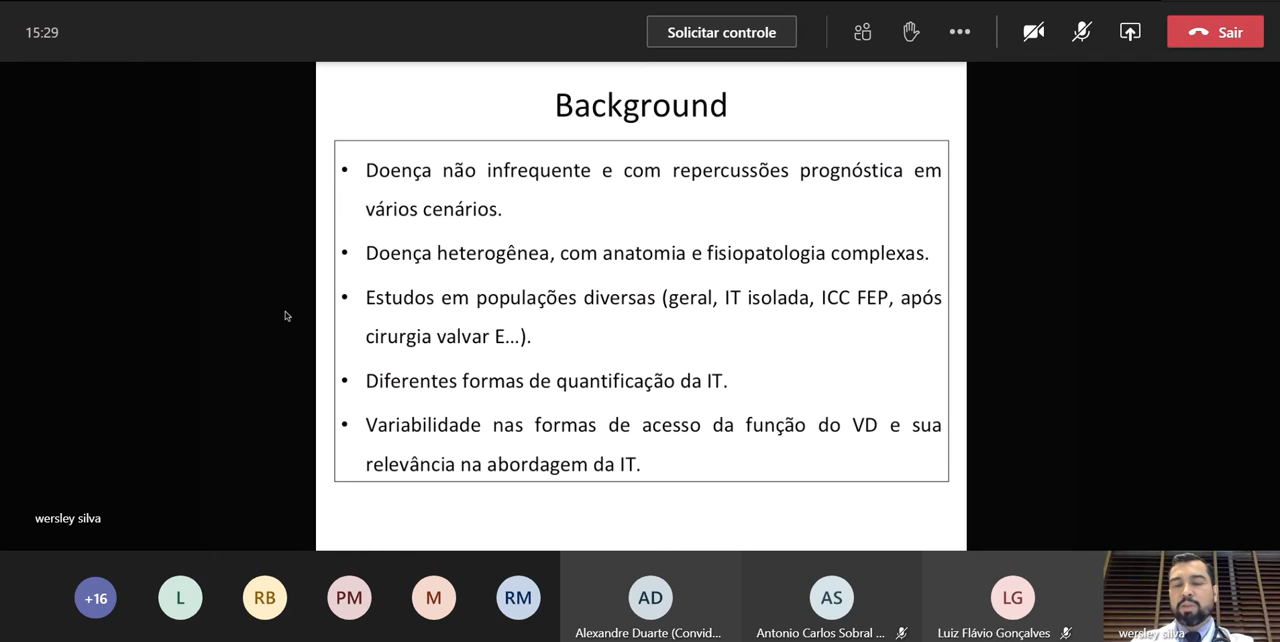 15:29
Solicitar controle
Sair
Background
• Doença não infrequente e com repercussões prognóstica em
vários cenários.
• Doença heterogênea, com anatomia e fisiopatologia complexas.
• Estudos em populações diversas (geral, IT isolada, ICC FEP, após
cirurgia valvar E...).
• Diferentes formas de quantificação da IT.
• Variabilidade nas formas de acesso da função do VD e sua
relevância na abordagem da IT.
wersley silva
+16
L
RB
PM
M
RM
AD
AS
LG
Alexandre Duarte (Convid...
Antonio Carlos Sobral ...
Luiz Flávio Gonçalves
wersley silva